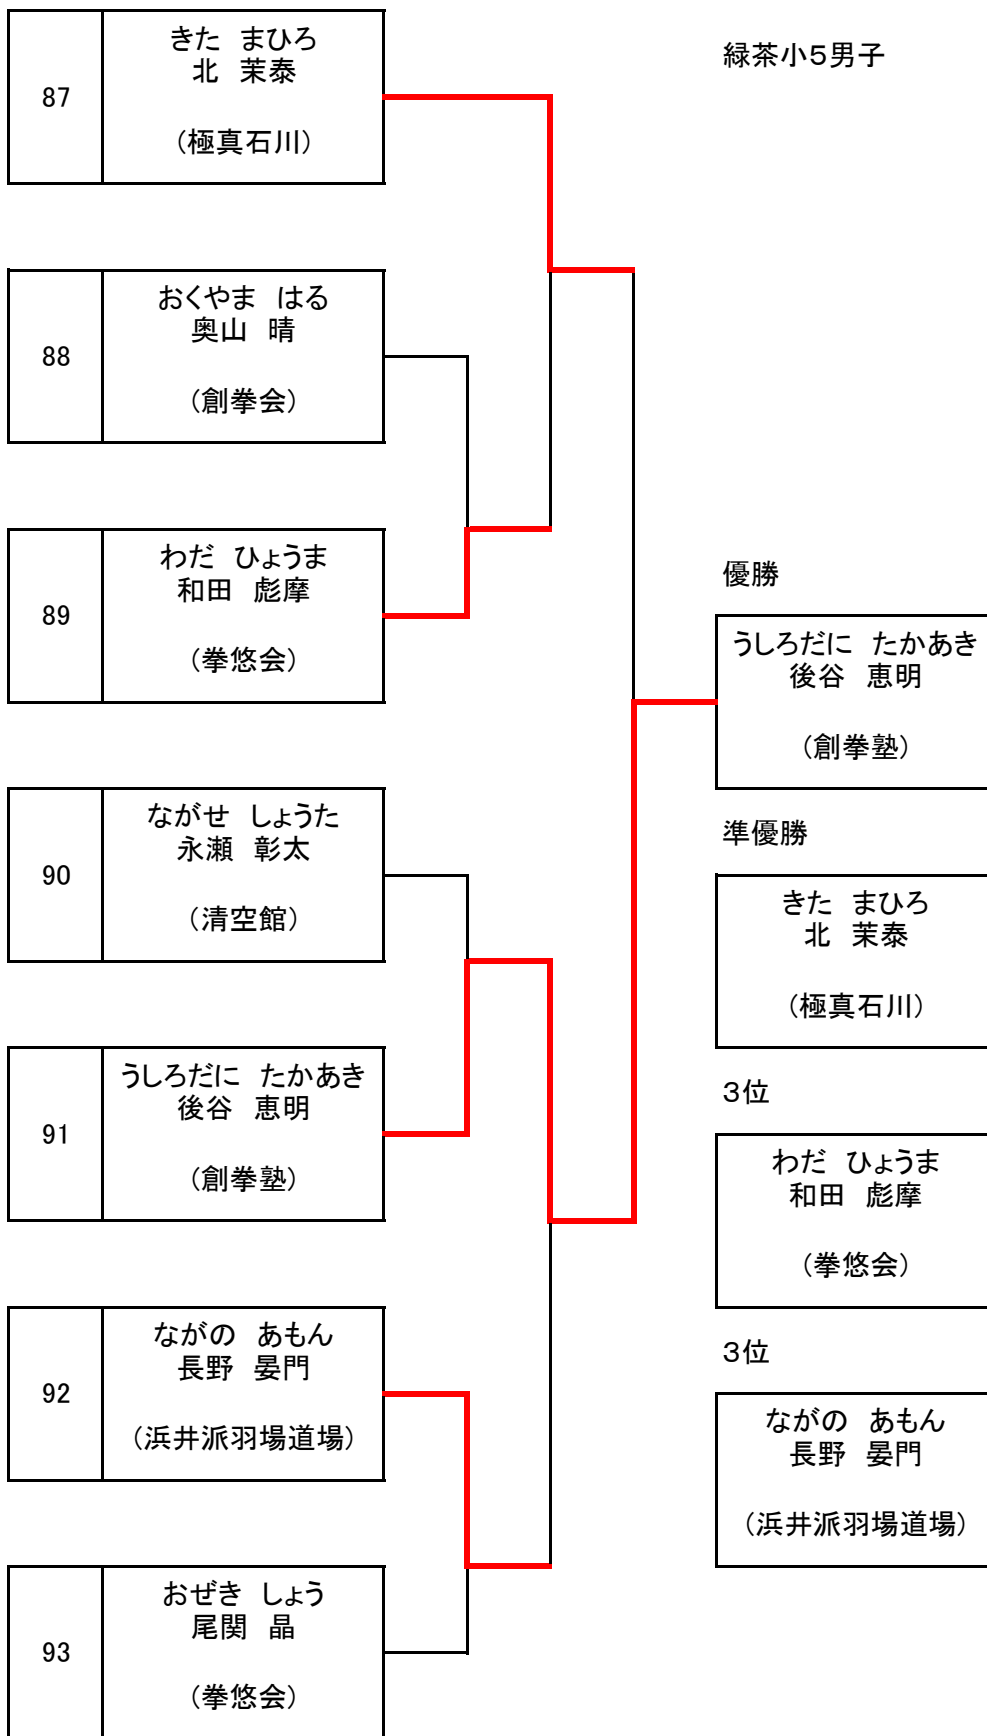 緑茶小5男子
87
きた　まひろ
北　茉泰
（極真石川）
88
おくやま　はる
奥山　晴
（創拳会）
89
わだ　ひょうま
和田　彪摩
（拳悠会）
90
ながせ　しょうた
永瀬　彰太
（清空館）
91
うしろだに　たかあき
後谷　恵明
（創拳塾）
92
ながの　あもん
長野　晏門
（浜井派羽場道場）
93
おぜき しょう
尾関　晶
（拳悠会）
優勝
うしろだに　たかあき
後谷　恵明
（創拳塾）
準優勝
きた　まひろ
北　茉泰
（極真石川）
3位
わだ　ひょうま
和田　彪摩
（拳悠会）
3位
ながの　あもん
長野　晏門
（浜井派羽場道場）